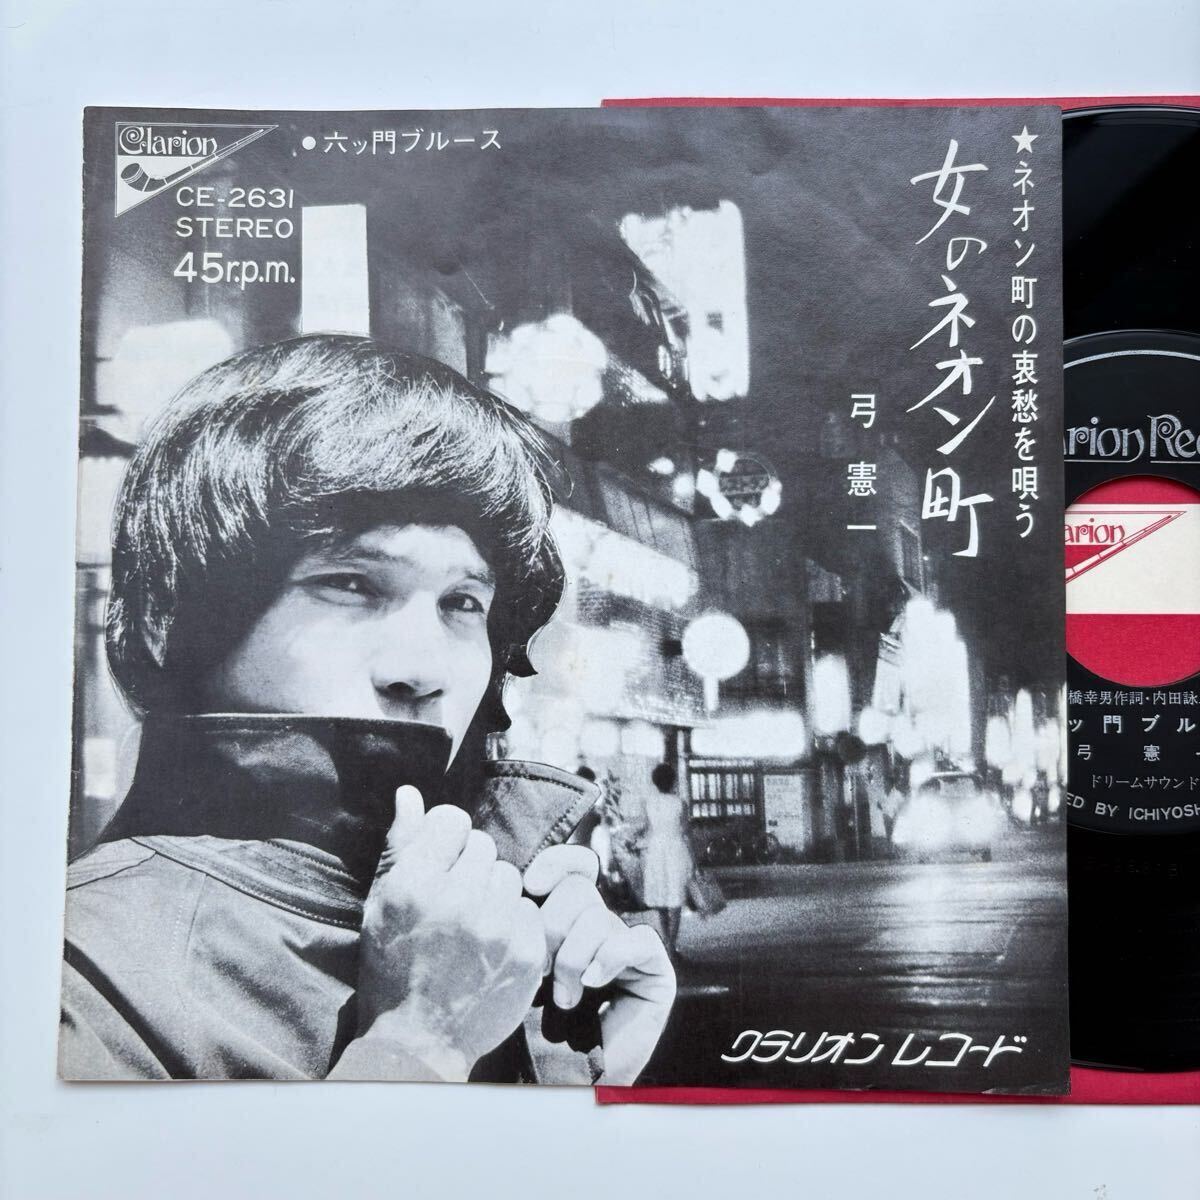 Clarion
CE-2631
STEREO
45r.p.m.
●六ッ門ブルース
★ネオン町の哀愁を唄う
女のネオン町
弓憲一
クラリオン レコード
arion Rec
arion
橋幸男作詞・内田詠
ッ門ブル
弓 憲
ドリームサウンド
ED BY ICHIYOSH